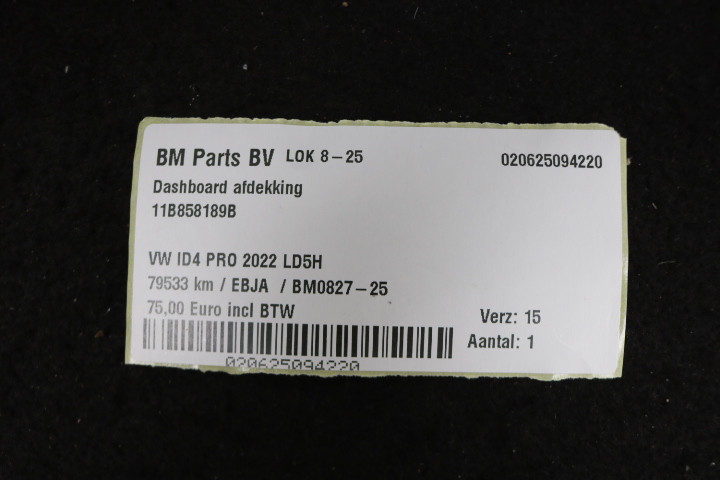 BM Parts BV LOK 8-25 020625094220
Dashboard afdekking
11B858189B
VW ID4 PRO 2022 LD5H
79533 km / EBJA / BM0827-25
75,00 Euro incl BTW Verz: 15
Aantal: 1
020625094220